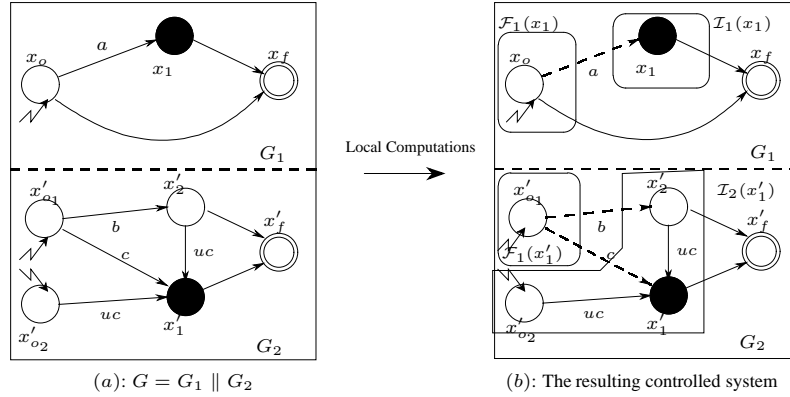 a
x_o
x_1
x_f
G_1
x'_{o_1}
x'_2
b
c
uc
x'_f
uc
x'_1
x'_{o_2}
G_2
(a): G = G_1 ∥ G_2
Local Computations
F_1(x_1)
I_1(x_1)
x_o
a
x_1
x_f
G_1
x'_{o_1}
x'_2
I_2(x'_1)
b
x'_f
F_1(x'_1)
c
uc
uc
x'_{o_2}
x'_1
G_2
(b): The resulting controlled system